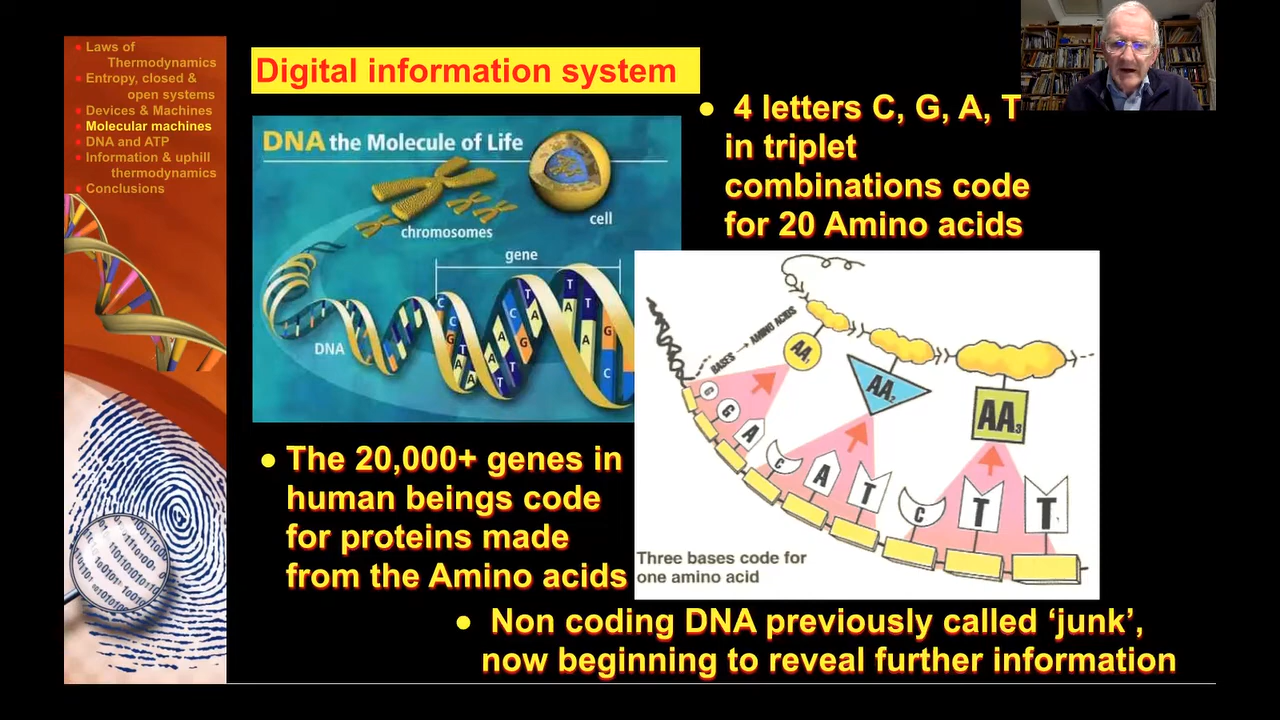 Laws of
Thermodynamics
Entropy, closed &
open systems
Devices & Machines
Molecular machines
DNA and ATP
Information & uphill
thermodynamics
Conclusions
Digital information system
DNA the Molecule of Life
chromosomes
cell
gene
DNA
C
C
G
T
A
A
A
A
T
C
G
T
A
T
A
T
A
G
C
• 4 letters C, G, A, T
in triplet
combinations code
for 20 Amino acids
BASES → AMINO ACIDS
AA₁
AA₂
AA₃
G
G
A
C
A
T
C
T
T
Three bases code for
one amino acid
• The 20,000+ genes in
human beings code
for proteins made
from the Amino acids
• Non coding DNA previously called ‘junk’,
now beginning to reveal further information